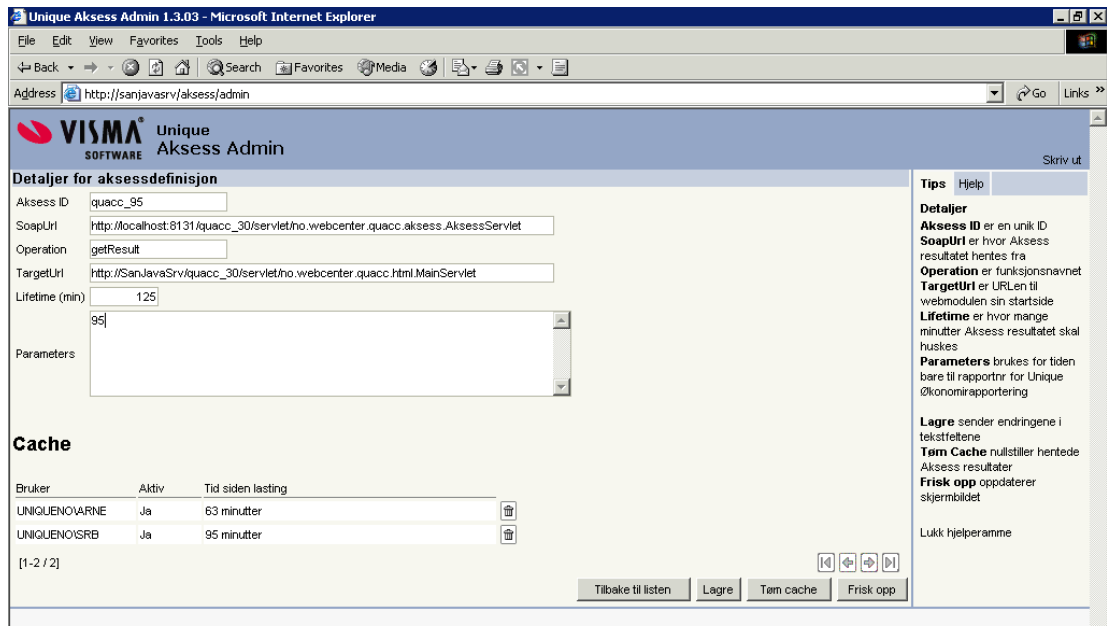 Unique Aksess Admin 1.3.03 - Microsoft Internet Explorer
File Edit View Favorites Tools Help
Back Search Favorites Media
Address http://sanjavasrv/aksess/admin Go Links »
VISMA® SOFTWARE
Unique
Aksess Admin
Skriv ut
Detaljer for aksessdefinisjon
Aksess ID quacc_95
SoapUrl http://localhost:8131/quacc_30/servlet/no.webcenter.quacc.aksess.AksessServlet
Operation getResult
TargetUrl http://SanJavaSrv/quacc_30/servlet/no.webcenter.quacc.html.MainServlet
Lifetime (min) 125
Parameters 95
Cache
Bruker Aktiv Tid siden lasting
UNIQUENO\ARNE Ja 63 minutter
UNIQUENO\SRB Ja 95 minutter
[1-2 / 2]
Tilbake til listen Lagre Tøm cache Frisk opp
Tips Hjelp
Detaljer
Aksess ID er en unik ID
SoapUrl er hvor Aksess
resultatet hentes fra
Operation er funksjonsnavnet
TargetUrl er URLen til
webmodulen sin startside
Lifetime er hvor mange
minutter Aksess resultatet skal
huskes
Parameters brukes for tiden
bare til rapportnr for Unique
Økonomirapportering
Lagre sender endringene i
tekstfeltene
Tøm Cache nullstiller hentede
Aksess resultater
Frisk opp oppdaterer
skjermbildet
Lukk hjelperamme